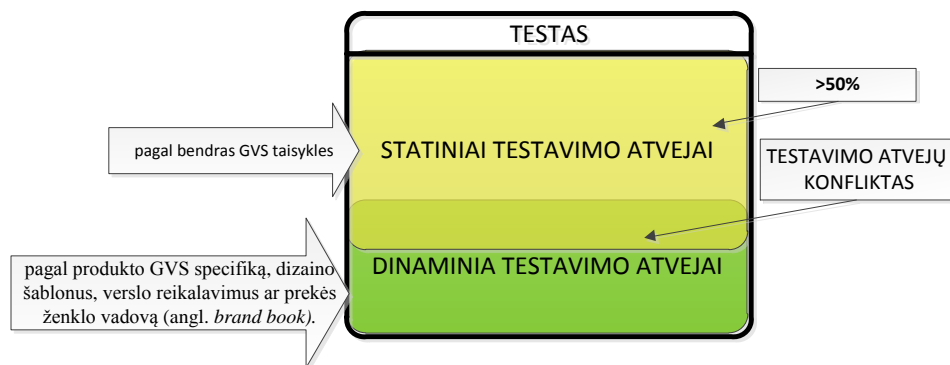 TESTAS
>50%
pagal bendras GVS taisykles
STATINIAI TESTAVIMO ATVEJAI
TESTAVIMO ATVEJŲ
KONFLIKTAS
pagal produkto GVS specifiką, dizaino
šablonus, verslo reikalavimus ar prekės
ženklo vadovą (angl. brand book).
DINAMINIA TESTAVIMO ATVEJAI